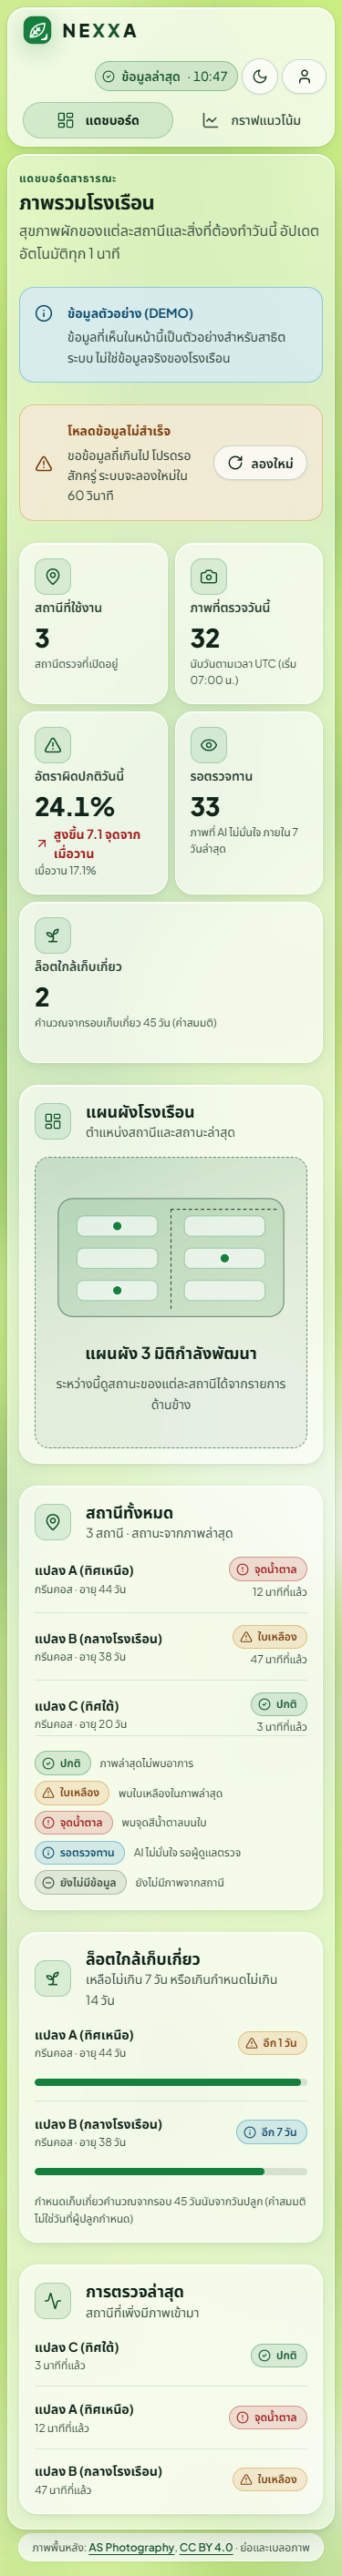 NEXXA
ข้อมูลล่าสุด · 10:47
แดชบอร์ด
กราฟแนวโน้ม
แดชบอร์ดสาธารณะ
ภาพรวมโรงเรือน
สุขภาพผักของแต่ละสถานีและสิ่งที่ต้องทำวันนี้ อัปเดต
อัตโนมัติทุก 1 นาที
ข้อมูลตัวอย่าง (DEMO)
ข้อมูลที่เห็นในหน้านี้เป็นตัวอย่างสำหรับสาธิต
ระบบ ไม่ใช่ข้อมูลจริงของโรงเรือน
โหลดข้อมูลไม่สำเร็จ
ขอข้อมูลถี่เกินไป โปรดรอ
สักครู่ ระบบจะลองใหม่ใน
60 วินาที
ลองใหม่
สถานีที่ใช้งาน
3
สถานีตรวจที่เปิดอยู่
ภาพที่ตรวจวันนี้
32
นับวันตามเวลา UTC (เริ่ม
07:00 น.)
อัตราผิดปกติวันนี้
24.1%
สูงขึ้น 7.1 จุดจาก
เมื่อวาน
เมื่อวาน 17.1%
รอตรวจทาน
33
ภาพที่ AI ไม่มั่นใจ ภายใน 7
วันล่าสุด
ล็อตใกล้เก็บเกี่ยว
2
คำนวณจากรอบเก็บเกี่ยว 45 วัน (ค่าสมมติ)
แผนผังโรงเรือน
ตำแหน่งสถานีและสถานะล่าสุด
แผนผัง 3 มิติกำลังพัฒนา
ระหว่างนี้ดูสถานะของแต่ละสถานีได้จากรายการ
ด้านข้าง
สถานีทั้งหมด
3 สถานี · สถานะจากภาพล่าสุด
แปลง A (ทิศเหนือ)
กรีนคอส · อายุ 44 วัน
จุดน้ำตาล
12 นาทีที่แล้ว
แปลง B (กลางโรงเรือน)
กรีนคอส · อายุ 38 วัน
ใบเหลือง
47 นาทีที่แล้ว
แปลง C (ทิศใต้)
กรีนคอส · อายุ 20 วัน
ปกติ
3 นาทีที่แล้ว
ปกติ ภาพล่าสุดไม่พบอาการ
ใบเหลือง พบใบเหลืองในภาพล่าสุด
จุดน้ำตาล พบจุดสีน้ำตาลบนใบ
รอตรวจทาน AI ไม่มั่นใจ รอผู้ดูแลตรวจ
ยังไม่มีข้อมูล ยังไม่มีภาพจากสถานี
ล็อตใกล้เก็บเกี่ยว
เหลือไม่เกิน 7 วัน หรือเกินกำหนดไม่เกิน
14 วัน
แปลง A (ทิศเหนือ)
กรีนคอส · อายุ 44 วัน
อีก 1 วัน
แปลง B (กลางโรงเรือน)
กรีนคอส · อายุ 38 วัน
อีก 7 วัน
กำหนดเก็บเกี่ยวคำนวณจากรอบ 45 วันนับจากวันปลูก (ค่าสมมติ
ไม่ใช่วันที่ผู้ปลูกกำหนด)
การตรวจล่าสุด
สถานีที่เพิ่งมีภาพเข้ามา
แปลง C (ทิศใต้)
3 นาทีที่แล้ว
ปกติ
แปลง A (ทิศเหนือ)
12 นาทีที่แล้ว
จุดน้ำตาล
แปลง B (กลางโรงเรือน)
47 นาทีที่แล้ว
ใบเหลือง
ภาพพื้นหลัง: AS Photography, CC BY 4.0 · ย่อและเบลอภาพ